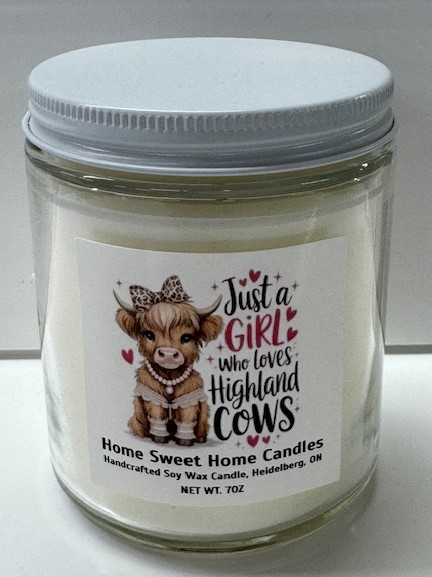 Just a
GiRL
who loves
Highland
COWS
Home Sweet Home Candles
Handcrafted Soy Wax Candle, Heidelberg, ON
NET WT. 7OZ